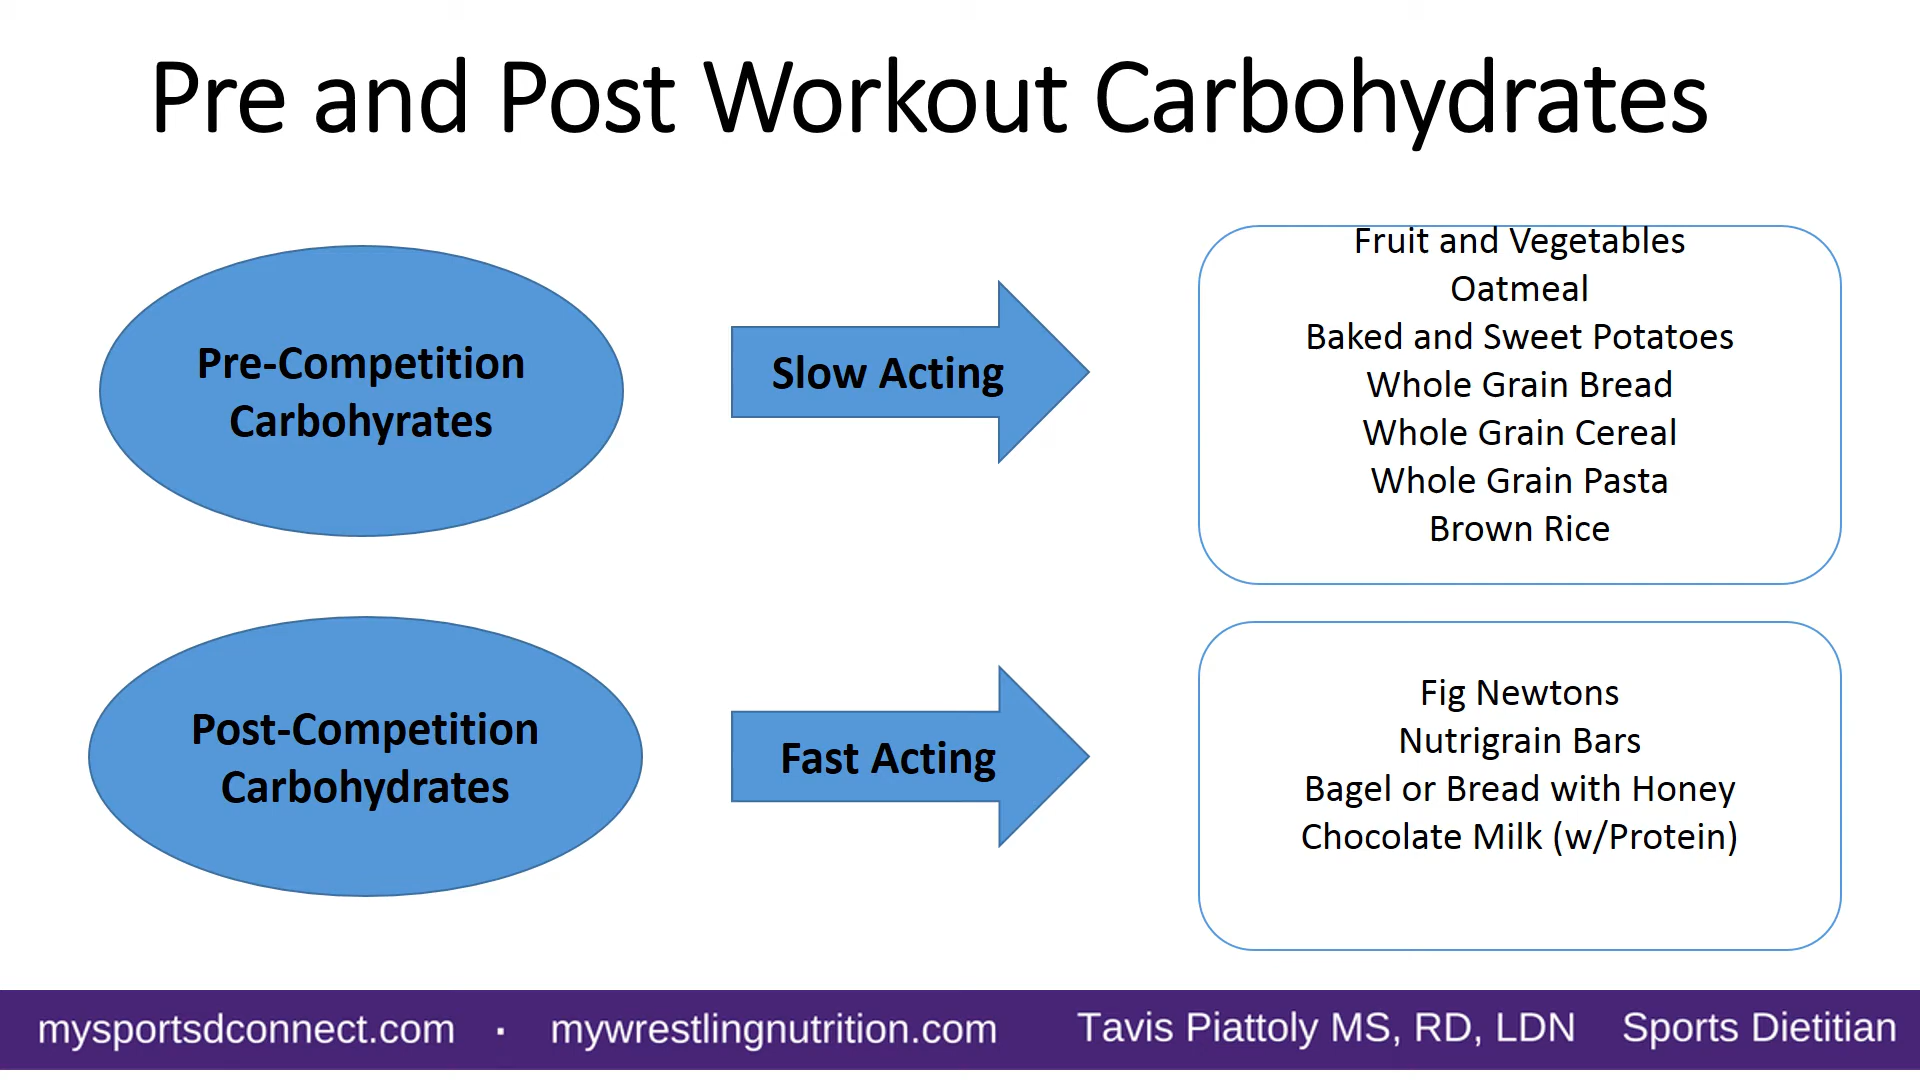 Pre and Post Workout Carbohydrates
Pre-Competition
Carbohyrates
Slow Acting
Fruit and Vegetables
Oatmeal
Baked and Sweet Potatoes
Whole Grain Bread
Whole Grain Cereal
Whole Grain Pasta
Brown Rice
Post-Competition
Carbohydrates
Fast Acting
Fig Newtons
Nutrigrain Bars
Bagel or Bread with Honey
Chocolate Milk (w/Protein)
mysportsdconnect.com · mywrestlingnutrition.com Tavis Piattoly MS, RD, LDN Sports Dietitian